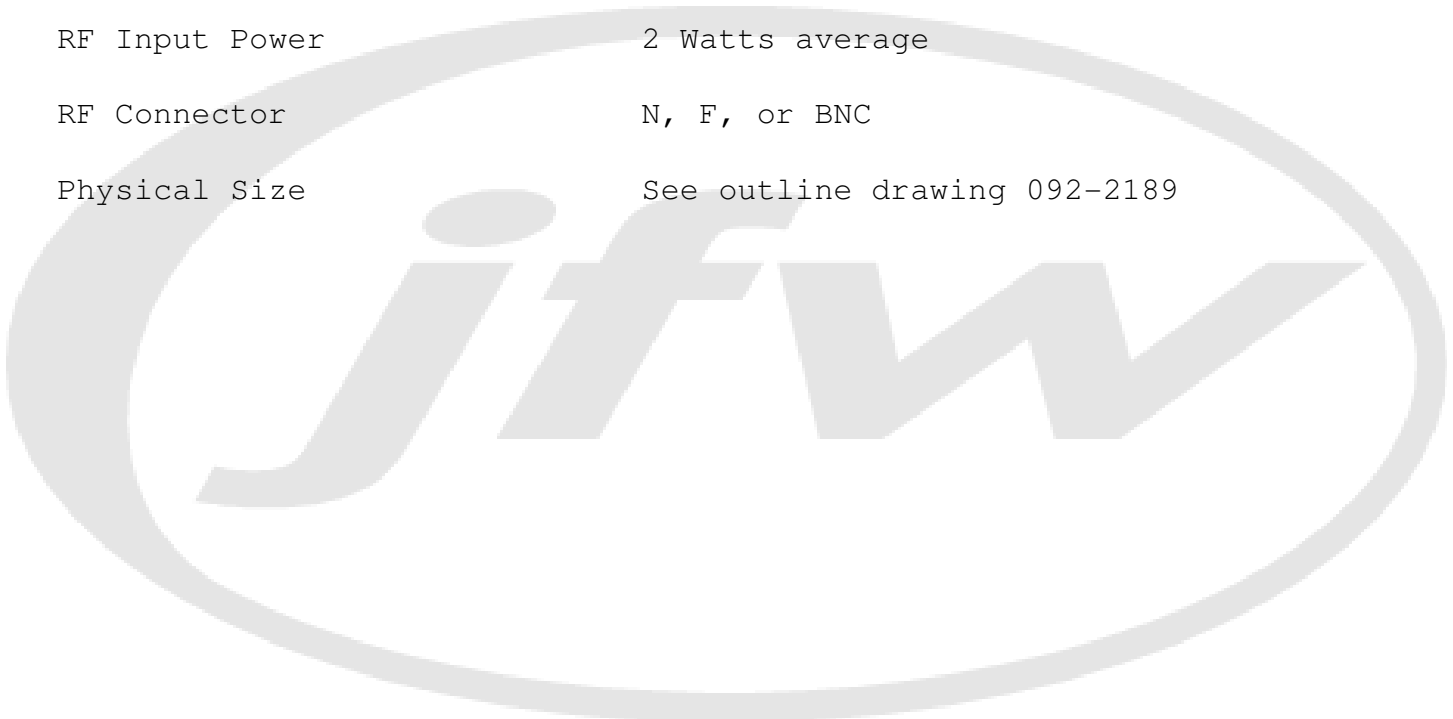 RF Input Power 2 Watts average
RF Connector N, F, or BNC
Physical Size See outline drawing 092-2189
jfw